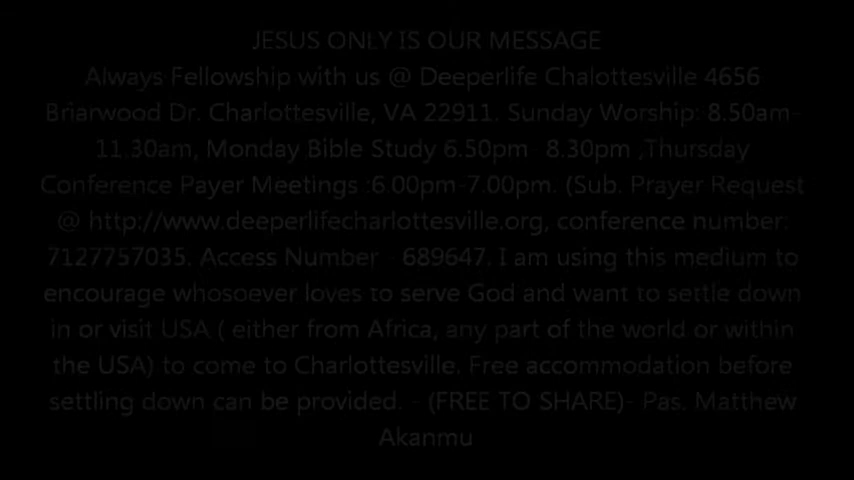 JESUS ONLY IS OUR MESSAGE
Always Fellowship with us @ Deeperlife Chalottesville 4656
Briarwood Dr. Charlottesville, VA 22911. Sunday Worship: 8.50am-
11.30am, Monday Bible Study 6.50pm 8.30pm ,Thursday
Conference Payer Meetings :6.00pm-7.00pm. (Sub. Prayer Request
@ http://www.deeperlifecharlottesville.org, conference number:
7127757035. Access Number 689647. I am using this medium to
encourage whosoever loves to serve God and want to settle down
in or visit USA ( either from Africa, any part of the world or within
the USA) to come to Charlottesville. Free accommodation before
settling down can be provided. - (FREE TO SHARE)- Pas. Matthew
Akanmu